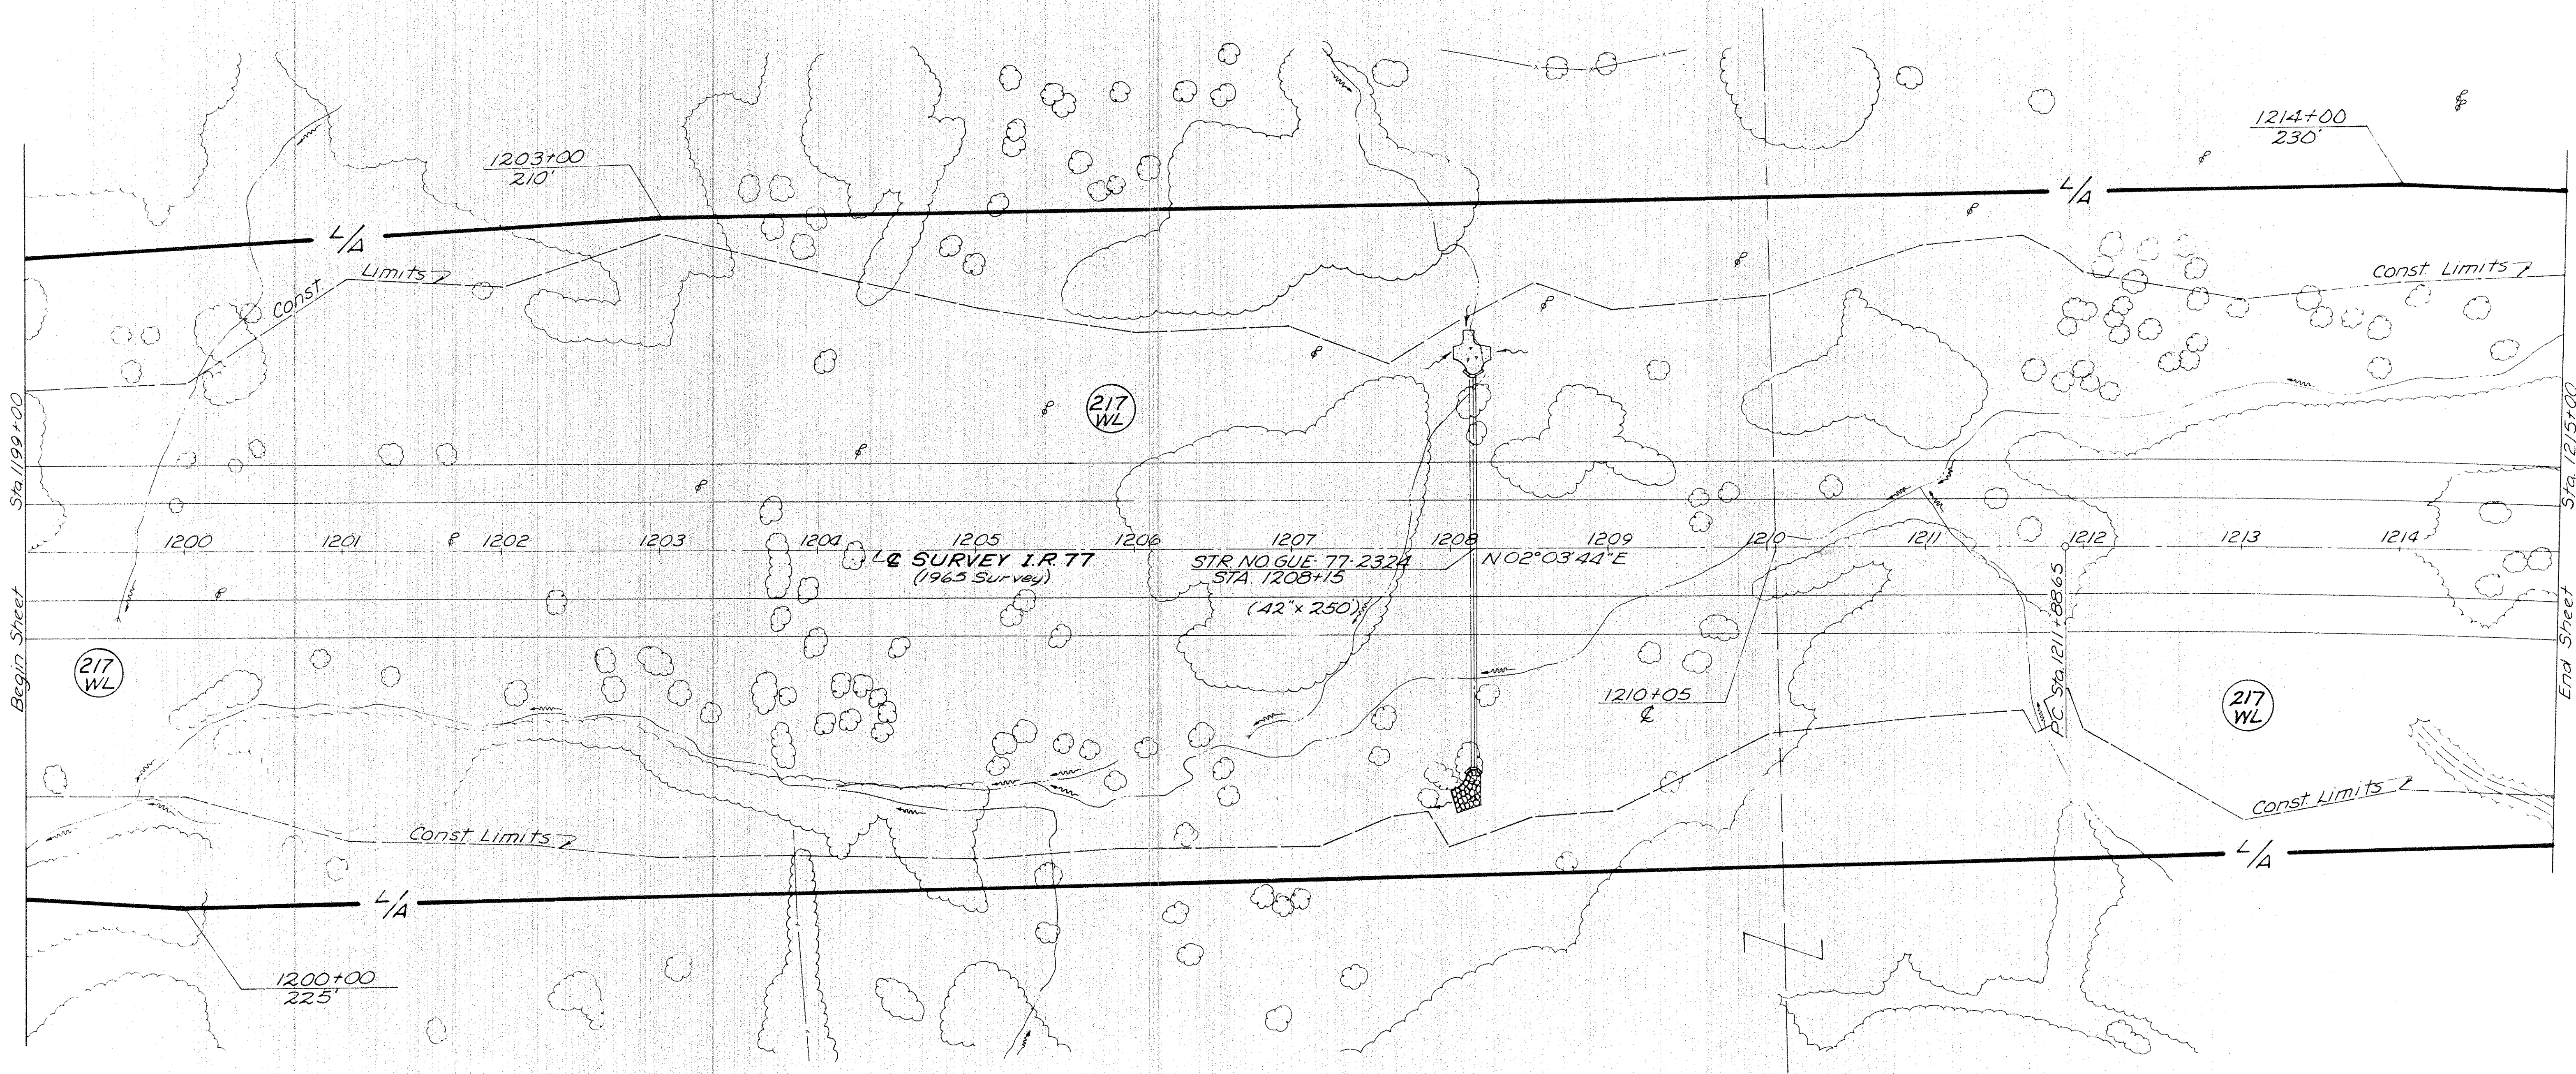 1214+00
230'
1203+00
210'
L/A
L/A
Const. Limits
Const. Limits
217
WL
Sta. 1199+00
Begin Sheet
Sta. 1215+00
End Sheet
1200 1201 1202 1203 1204 1205 1206 1207 1208 1209 1210 1211 1212 1213 1214
℄ SURVEY I.R. 77
(1965 Survey)
STR. NO. GUE-77-2324
STA. 1208+15
(42" x 250')
N 02° 03' 44" E
217
WL
1210+05
℄
P.C. Sta. 1211+88.65
217
WL
Const. Limits
Const. Limits
L/A
L/A
1200+00
225'